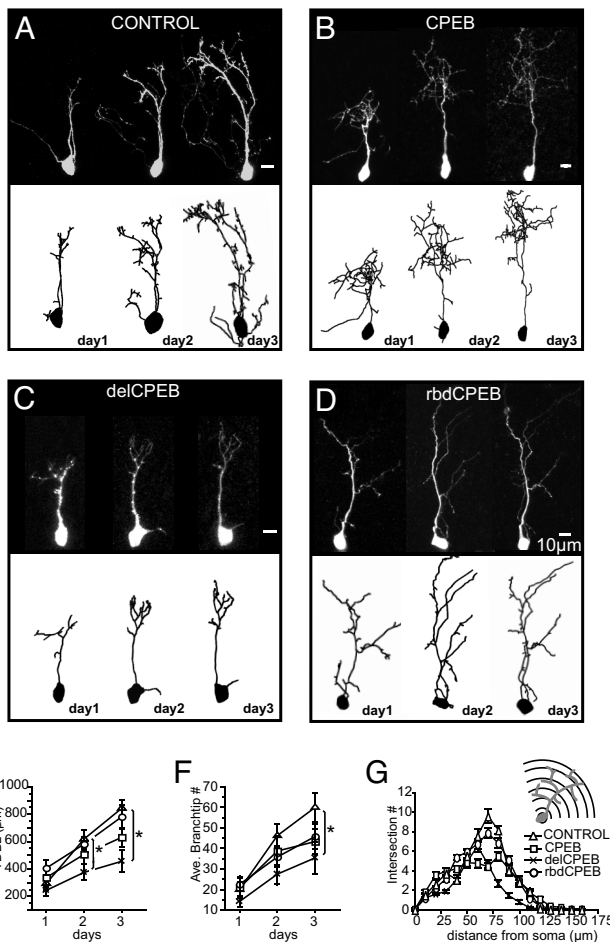 A CONTROL
B CPEB
day1 day2 day3
day1 day2 day3
C delCPEB
D rbdCPEB
10µm
day1 day2 day3
day1 day2 day3
1000
800
600
400
200
*
*
1 2 3
days
F
Ave. Branchtip #
70
60
50
40
30
20
10
*
1 2 3
days
G
Intersection #
12
10
8
6
4
2
0
CONTROL
CPEB
delCPEB
rbdCPEB
0 25 50 75 100 125 150 175
distance from soma (µm)